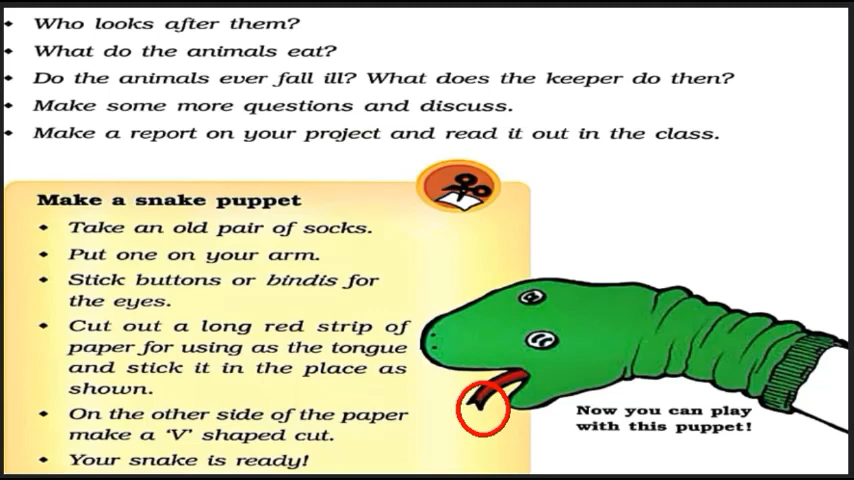 • Who looks after them?
• What do the animals eat?
• Do the animals ever fall ill? What does the keeper do then?
• Make some more questions and discuss.
• Make a report on your project and read it out in the class.
Make a snake puppet
• Take an old pair of socks.
• Put one on your arm.
• Stick buttons or bindis for
the eyes.
• Cut out a long red strip of
paper for using as the tongue
and stick it in the place as
shown.
• On the other side of the paper
make a ‘V’ shaped cut.
• Your snake is ready!
Now you can play
with this puppet!